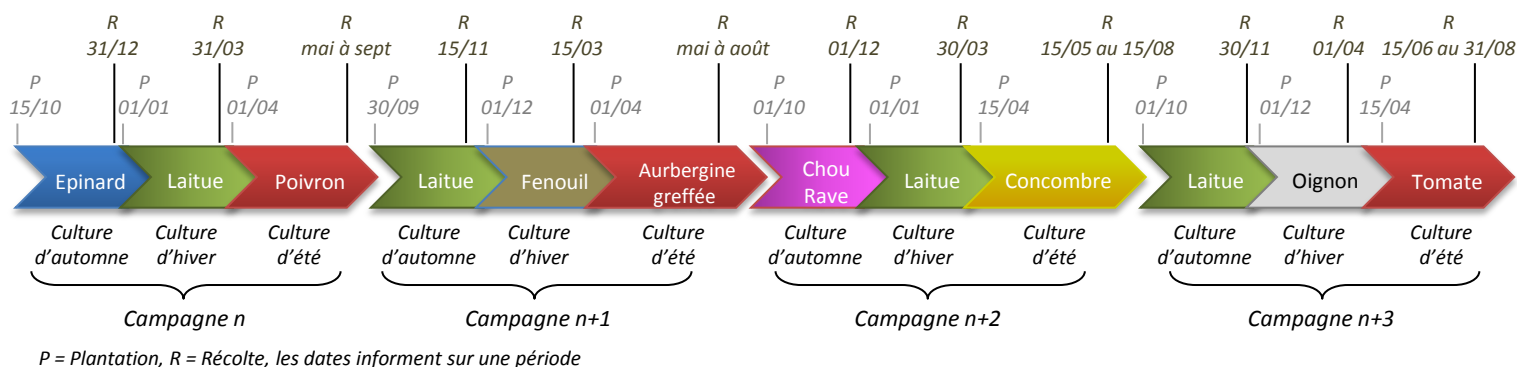 R R R R R R R R R R R R
31/12 31/03 mai à sept 15/11 15/03 mai à août 01/12 30/03 15/05 au 15/08 30/11 01/04 15/06 au 31/08
P P P P P P P P P P P P
15/10 01/01 01/04 30/09 01/12 01/04 01/10 01/01 15/04 01/10 01/12 15/04
Epinard Laitue Poivron Laitue Fenouil Aurbergine greffée Chou Rave Laitue Concombre Laitue Oignon Tomate
Culture Culture Culture Culture Culture Culture Culture Culture Culture Culture Culture Culture
d'automne d'hiver d'été d'automne d'hiver d'été d'automne d'hiver d'été d'automne d'hiver d'été
Campagne n Campagne n+1 Campagne n+2 Campagne n+3
P = Plantation, R = Récolte, les dates informent sur une période